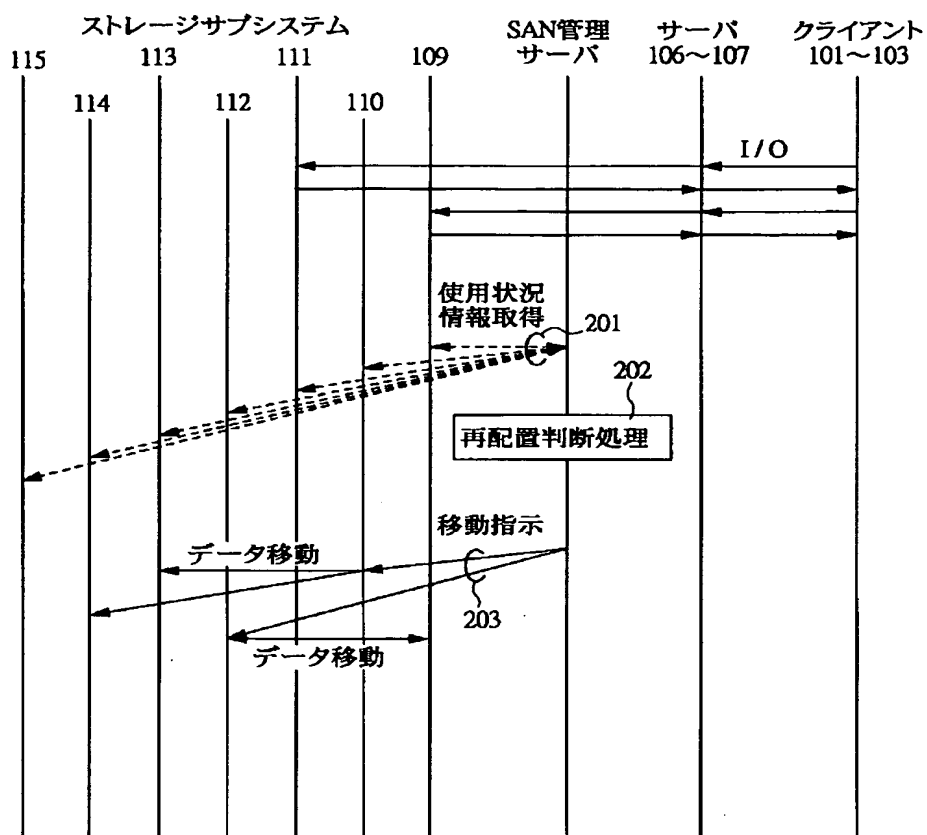 ストレージサブシステム
SAN管理
サーバ
サーバ
106～107
クライアント
101～103
115
113
111
109
114
112
110
I/O
使用状況
情報取得
201
202
再配置判断処理
移動指示
データ移動
203
データ移動